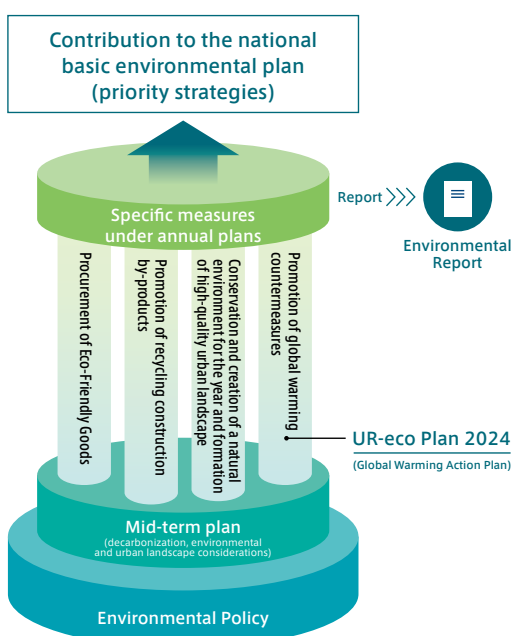 Contribution to the national
basic environmental plan
(priority strategies)
Specific measures
under annual plans
Report
Environmental
Report
Procurement of Eco-Friendly Goods
Promotion of recycling construction
by-products
Conservation and creation of a natural
environment for the year and formation
of high-quality urban landscape
Promotion of global warming
countermeasures
UR-eco Plan 2024
(Global Warming Action Plan)
Mid-term plan
(decarbonization, environmental
and urban landscape considerations)
Environmental Policy